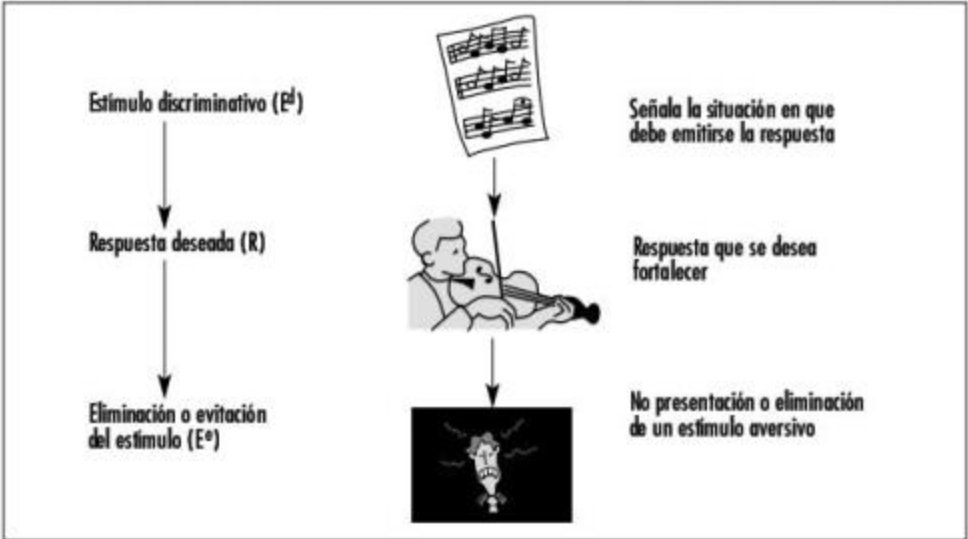 Estímulo discriminativo (Eᵈ)
Señala la situación en que
debe emitirse la respuesta
Respuesta deseada (R)
Respuesta que se desea
fortalecer
Eliminación o evitación
del estímulo (Eᵉ)
No presentación o eliminación
de un estímulo aversivo